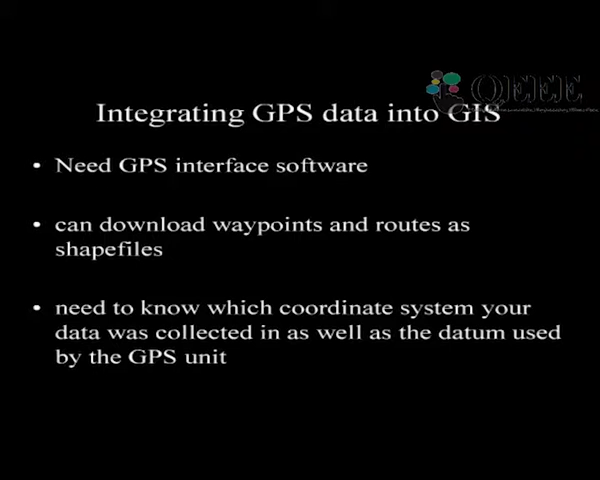 QEEE
Integrating GPS data into GIS
• Need GPS interface software
• can download waypoints and routes as
shapefiles
• need to know which coordinate system your
data was collected in as well as the datum used
by the GPS unit